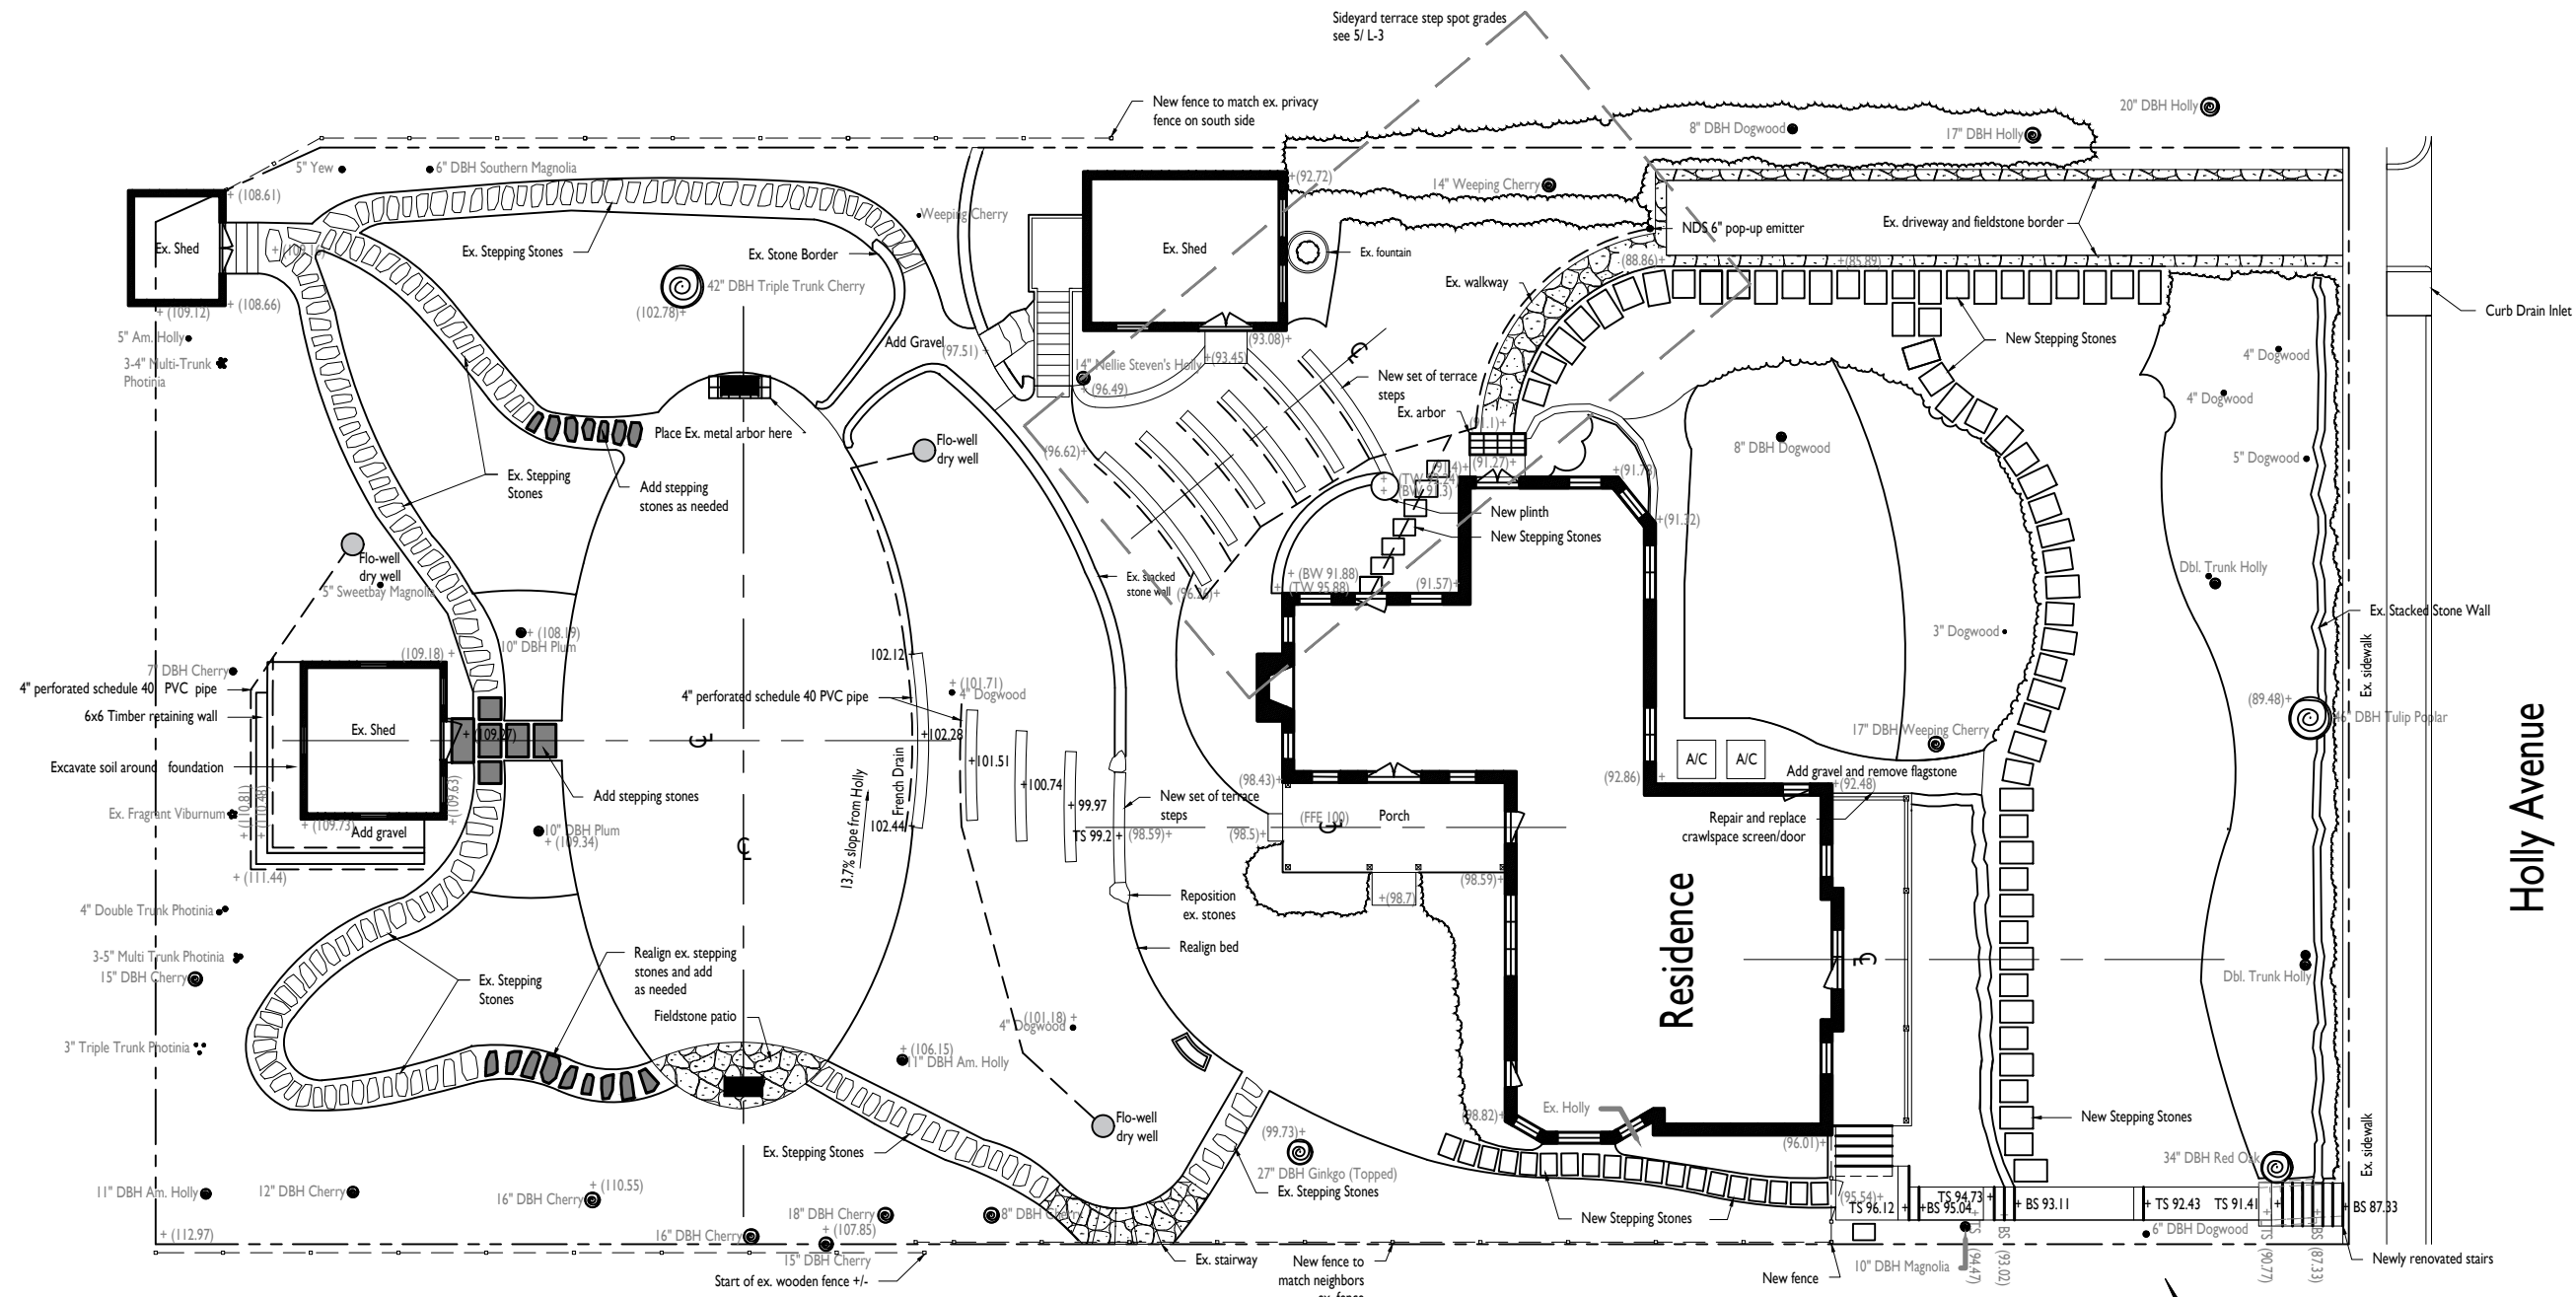 Sideyard terrace step spot grades
see 5/ L-3
New fence to match ex. privacy
fence on south side
20" DBH Holly
8" DBH Dogwood
17" DBH Holly
5" Yew
6" DBH Southern Magnolia
+ (108.61)
+(92.72)
14" Weeping Cherry
Weeping Cherry
Ex. Shed
Ex. Stepping Stones
Ex. Stone Border
Ex. Shed
Ex. fountain
NDS 6" pop-up emitter
Ex. driveway and fieldstone border
(88.86)+
+(85.89)
42" DBH Triple Trunk Cherry
(102.78)+
Ex. walkway
+ (108.66)
+ (109.12)
Curb Drain Inlet
5" Am. Holly
3-4" Multi-Trunk
Photinia
Add Gravel
(97.51) +
(93.08)+
+(93.45)
14" Nellie Steven's Holly
+ (96.49)
New set of terrace
steps
Ex. arbor
New Stepping Stones
4" Dogwood
4" Dogwood
Place Ex. metal arbor here
Flo-well
dry well
(96.62)+
(91.1)+
(91.27)+
+(91.78)
8" DBH Dogwood
5" Dogwood
Ex. Stepping
Stones
Add stepping
stones as needed
New plinth
New Stepping Stones
+(91.32)
Flo-well
dry well
5" Sweetbay Magnolia
Ex. stacked
stone wall
+ (BW 91.88)
+ (TW 95.88)
(91.57)+
Dbl. Trunk Holly
Ex. Stacked Stone Wall
+ (108.19)
10" DBH Plum
3" Dogwood
Ex. sidewalk
(109.18) +
102.12
7" DBH Cherry
4" perforated schedule 40 PVC pipe
6x6 Timber retaining wall
Ex. Shed
+ (109.27)
4" perforated schedule 40 PVC pipe
+ (101.71)
4" Dogwood
+102.28
(89.48)+
46" DBH Tulip Poplar
17" DBH Weeping Cherry
Excavate soil around foundation
+101.51
(98.43)+
(92.86)
+
A/C
A/C
Add gravel and remove flagstone
+(92.48)
Holly Avenue
Ex. Fragrant Viburnum
+ (109.63)
Add stepping stones
French Drain
13.7% slope from Holly
+100.74
+ 99.97
New set of terrace
steps
Porch
(FFE 100)
Repair and replace
crawlspace screen/door
+ (109.73)
Add gravel
10" DBH Plum
+ (109.34)
102.44
TS 99.2 +
(98.59)+
(98.5)+
+ (111.44)
(98.59)+
+(98.7)
Reposition
ex. stones
4" Double Trunk Photinia
Residence
Realign bed
3-5" Multi Trunk Photinia
15" DBH Cherry
Ex. Stepping
Stones
Realign ex. stepping
stones and add
as needed
Dbl. Trunk Holly
Fieldstone patio
(101.18) +
4" Dogwood
3" Triple Trunk Photinia
+ (106.15)
11" DBH Am. Holly
Flo-well
dry well
(98.82)+
Ex. Holly
New Stepping Stones
(99.73)+
(96.01)+
Ex. Stepping Stones
27" DBH Ginkgo (Topped)
Ex. Stepping Stones
34" DBH Red Oak
Ex. sidewalk
11" DBH Am. Holly
12" DBH Cherry
16" DBH Cherry
+ (110.55)
(95.54)+
TS 96.12 +
+BS 95.04
TS 94.73 +
+ BS 93.11
+ TS 92.43
TS 91.41 +
+ BS 87.33
18" DBH Cherry
8" DBH Cherry
New Stepping Stones
+ (112.97)
16" DBH Cherry
+ (107.85)
15" DBH Cherry
6" DBH Dogwood
Start of ex. wooden fence +/-
Ex. stairway
New fence to
match neighbors
ex. fence
New fence
10" DBH Magnolia
TS (94.47)
BS (93.02)
TS (90.77)
BS (87.33)
Newly renovated stairs